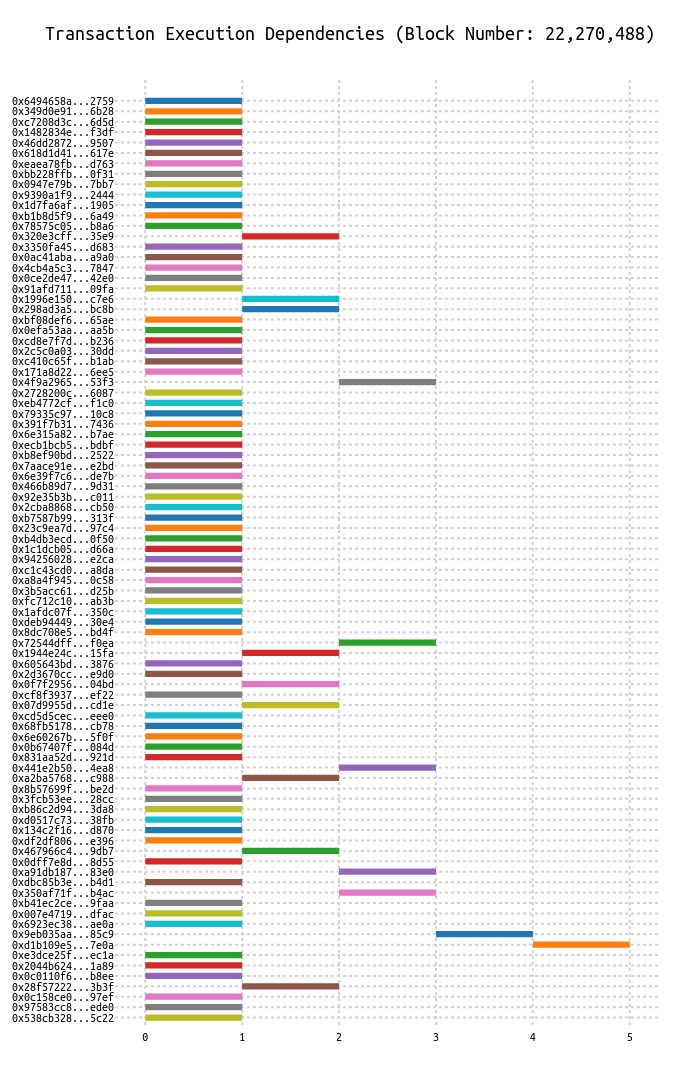 Transaction Execution Dependencies (Block Number: 22,270,488)
0x6494658a...2759
0x349d0e91...6b28
0xc7208d3c...6d5d
0x1482834e...f3df
0x46dd2872...9507
0x618d1d41...617e
0xeaea78fb...d763
0xbb228ffb...0f31
0x0947e79b...7bb7
0x9390a1f9...2444
0x1d7fa6af...1905
0xb1b8d5f9...6a49
0x78575c05...b8a6
0x320e3cff...35e9
0x3350fa45...d683
0x0ac41aba...a9a0
0x4cb4a5c3...7847
0x0ce2de47...42e0
0x91afd711...09fa
0x1996e150...c7e6
0x298ad3a5...bc8b
0xbf08def6...65ae
0x0efa53aa...aa5b
0xcd8e7f7d...b236
0x2c5c0a03...30dd
0xc410c65f...b1ab
0x171a8d22...6ee5
0x4f9a2965...53f3
0x2728200c...6087
0xeb4772cf...f1c0
0x79335c97...10c8
0x391f7b31...7436
0x6e315a82...b7ae
0xecb1bcb5...bdbf
0xb8ef90bd...2522
0x7aace91e...e2bd
0x6e39f7c6...de7b
0x466b89d7...9d31
0x92e35b3b...c011
0x2cba8868...cb50
0xb7587b99...313f
0x23c9ea7d...97c4
0xb4db3ecd...0f50
0x1c1dcb05...d66a
0x94256028...e2ca
0xc1c43cd0...a8da
0xa8a4f945...0c58
0x3b5acc61...d25b
0xfc712c10...ab3b
0x1afdc07f...350c
0xdeb94449...30e4
0x8dc708e5...bd4f
0x72544dff...f0ea
0x1944e24c...15fa
0x605643bd...3876
0x2d3670cc...e9d0
0x0f7f2956...04bd
0xcf8f3937...ef22
0x07d9955d...cd1e
0xcd5d5cec...eee0
0x68fb5178...cb78
0x6e60267b...5f0f
0x0b67407f...084d
0x831aa52d...921d
0x441e2b50...4ea8
0xa2ba5768...c988
0x8b57699f...be2d
0x3fcb53ee...28cc
0xb86c2d94...3da8
0xd0517c73...38fb
0x134c2f16...d870
0xdf2df806...e396
0x467966c4...9db7
0x0dff7e8d...8d55
0xa91db187...83e0
0xdbc85b3e...b4d1
0x350af71f...b4ac
0xb41ec2ce...9faa
0x007e4719...dfac
0x6923ec38...ae0a
0x9eb035aa...85c9
0xd1b109e5...7e0a
0xe3dce25f...ec1a
0x2044b624...1a89
0x0c0110f6...b8ee
0x28f57222...3b3f
0x0c158ce0...97ef
0x97583cc8...ede0
0x538cb328...5c22
0 1 2 3 4 5